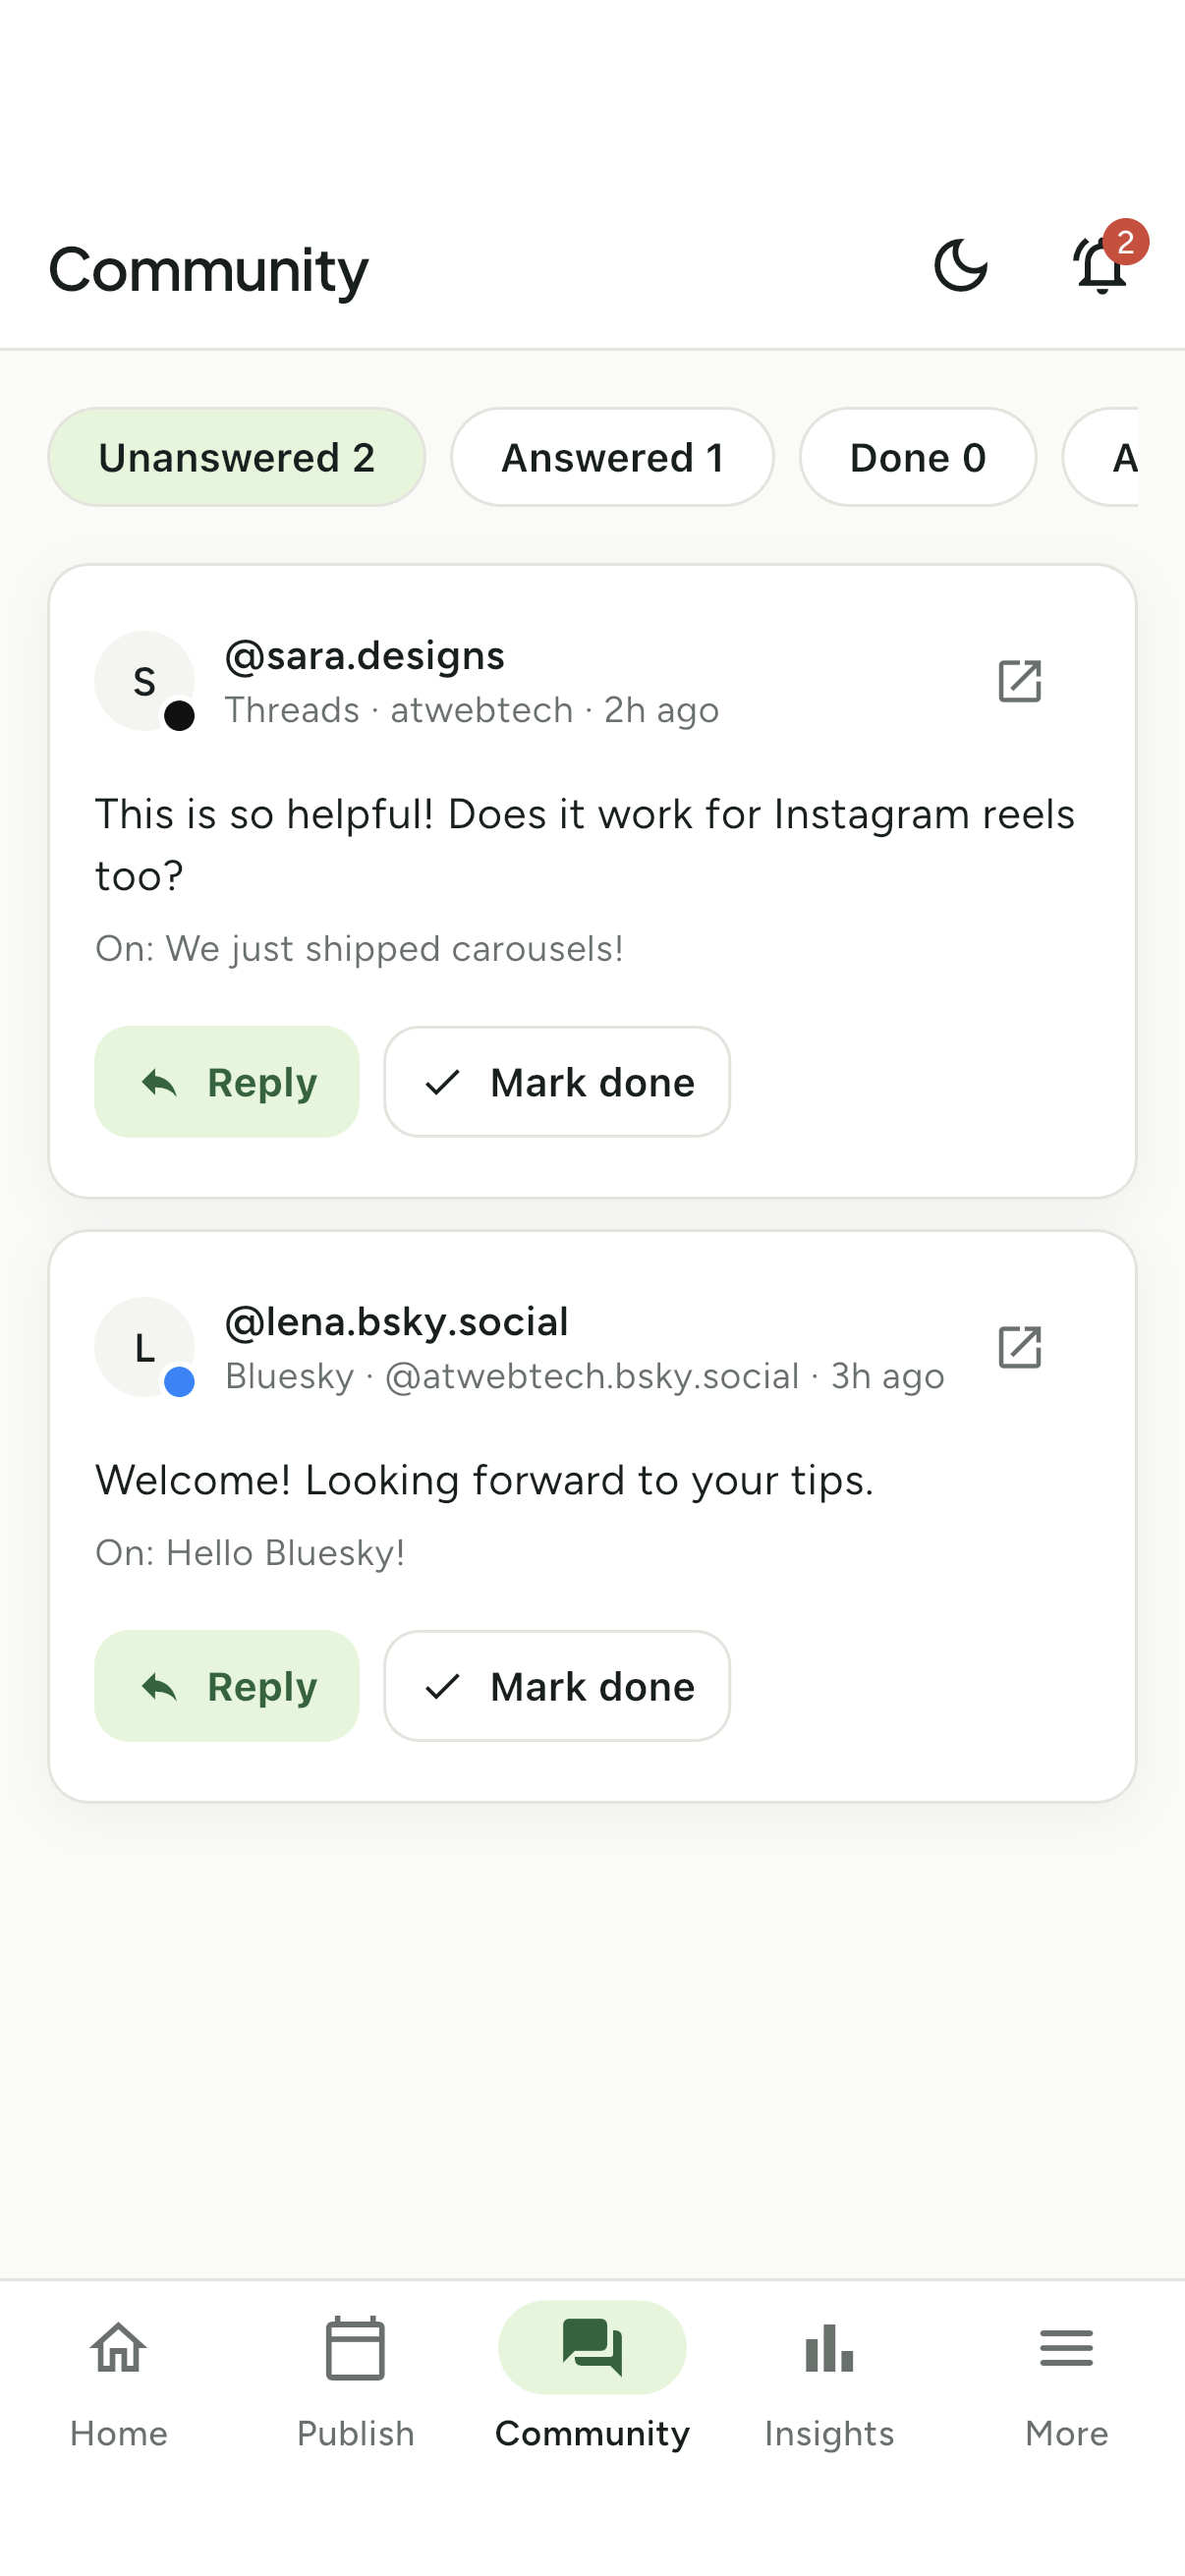 Community
2
Unanswered 2
Answered 1
Done 0
A
S
@sara.designs
Threads · atwebtech · 2h ago
This is so helpful! Does it work for Instagram reels
too?
On: We just shipped carousels!
Reply
Mark done
L
@lena.bsky.social
Bluesky · @atwebtech.bsky.social · 3h ago
Welcome! Looking forward to your tips.
On: Hello Bluesky!
Reply
Mark done
Home
Publish
Community
Insights
More